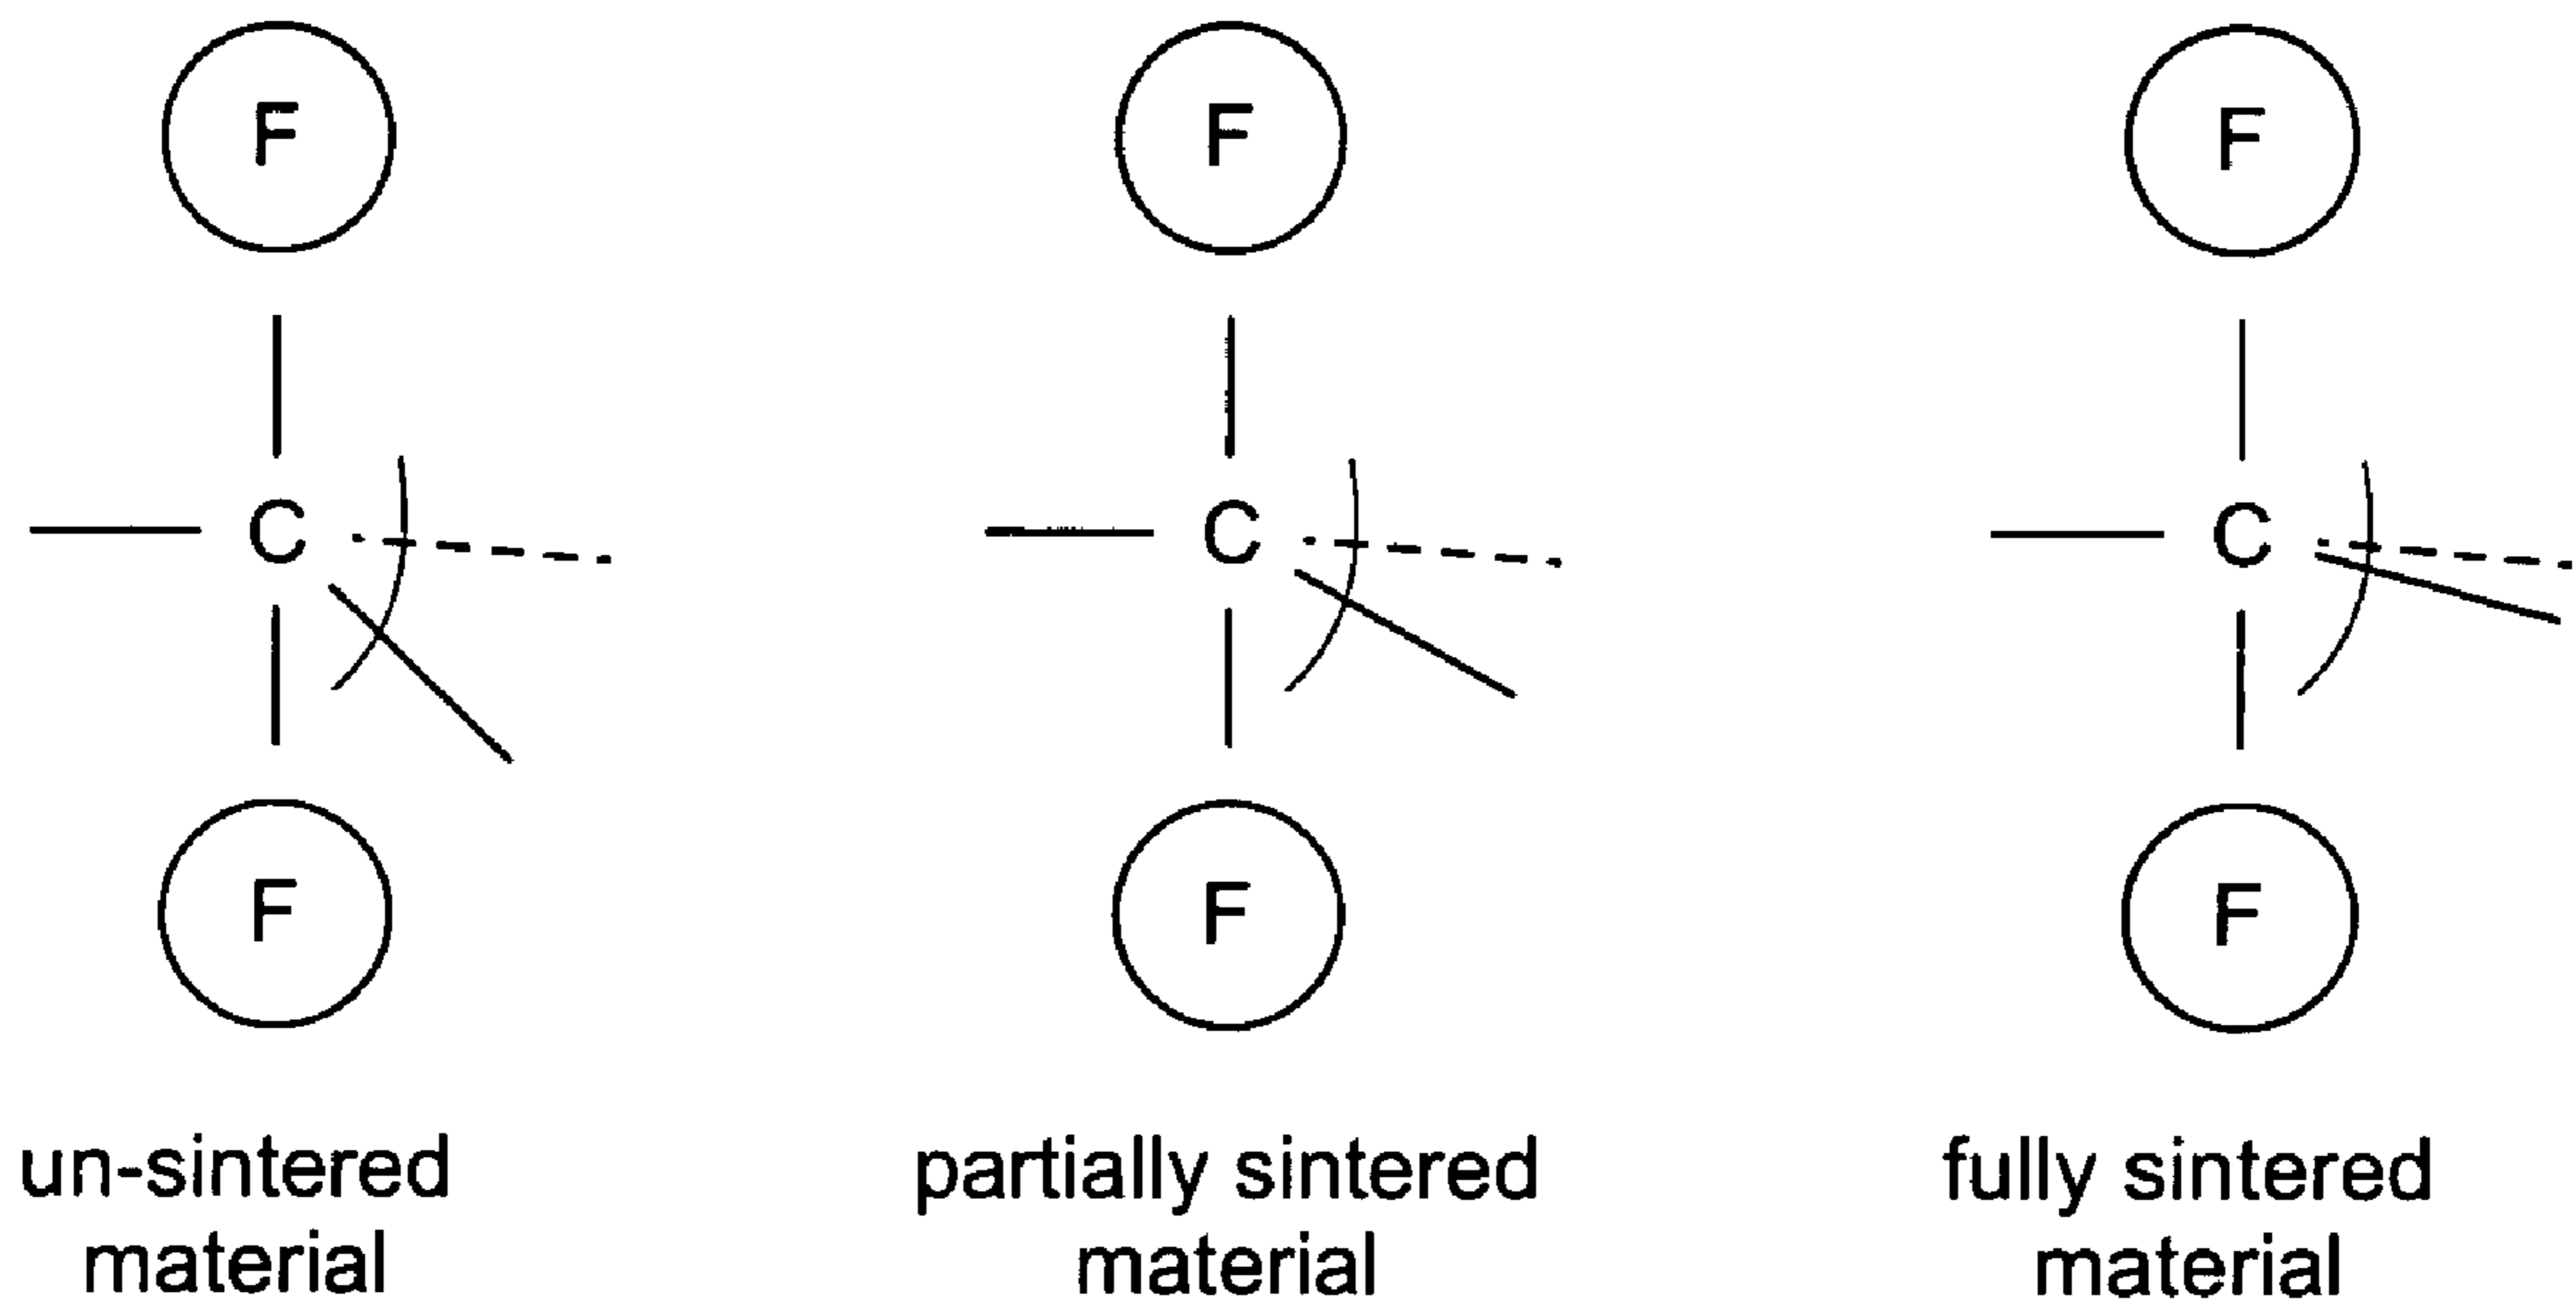 F F F
C C C
F F F
un-sintered partially sintered fully sintered
material material material